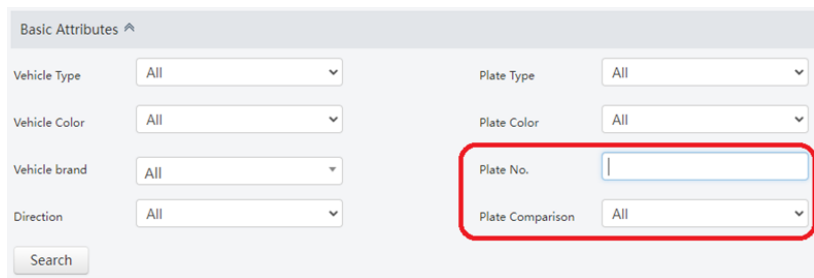 Basic Attributes
Vehicle Type All Plate Type All
Vehicle Color All Plate Color All
Vehicle brand All Plate No.
Direction All Plate Comparison All
Search